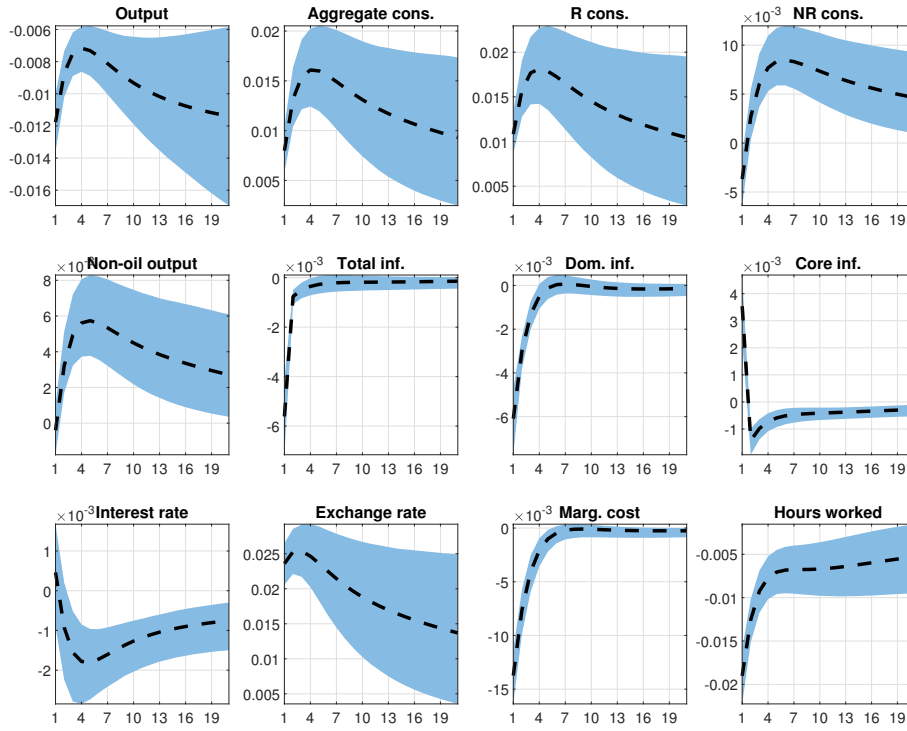 Output
-0.006
-0.008
-0.01
-0.012
-0.014
-0.016
1 4 7 10 13 16 19
Aggregate cons.
0.02
0.015
0.01
0.005
1 4 7 10 13 16 19
R cons.
0.02
0.015
0.01
0.005
1 4 7 10 13 16 19
×10⁻³ NR cons.
10
5
0
-5
1 4 7 10 13 16 19
×10⁻³
Non-oil output
8
6
4
2
0
1 4 7 10 13 16 19
Total inf.
×10⁻³
0
-2
-4
-6
1 4 7 10 13 16 19
Dom. inf.
×10⁻³
0
-2
-4
-6
1 4 7 10 13 16 19
×10⁻³ Core inf.
4
3
2
1
0
-1
1 4 7 10 13 16 19
×10⁻³ Interest rate
1
0
-1
-2
1 4 7 10 13 16 19
Exchange rate
0.025
0.02
0.015
0.01
0.005
1 4 7 10 13 16 19
Marg. cost
×10⁻³
0
-5
-10
-15
1 4 7 10 13 16 19
Hours worked
-0.005
-0.01
-0.015
-0.02
1 4 7 10 13 16 19